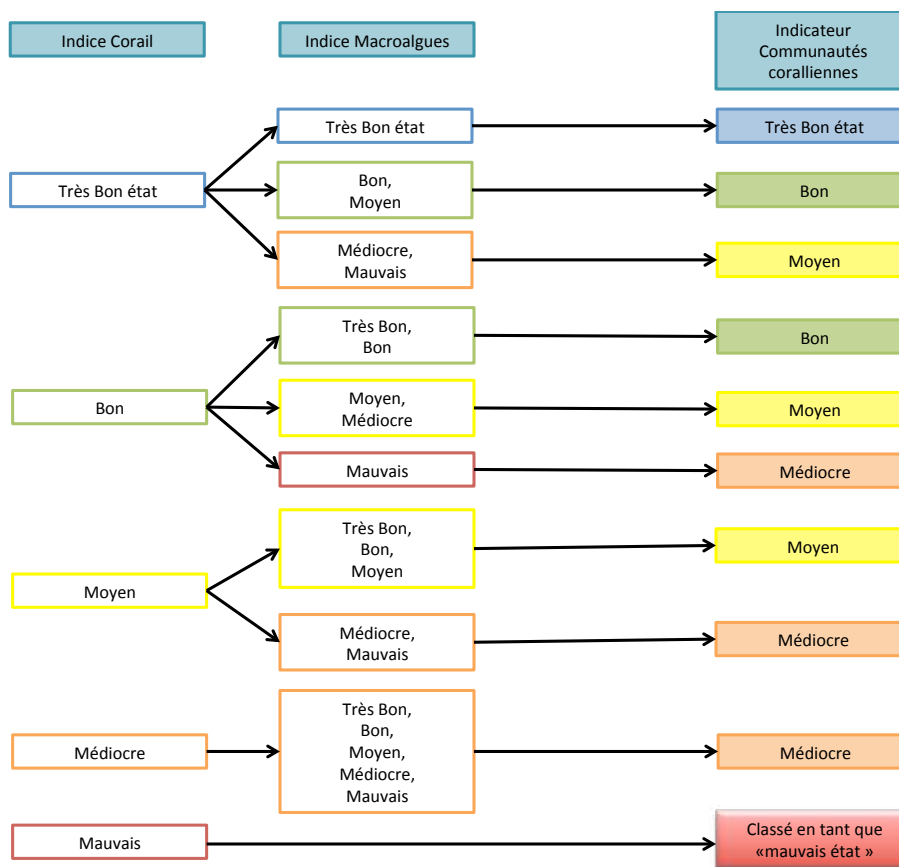 Indice Corail
Indice Macroalgues
Indicateur
Communautés
coralliennes
Très Bon état
Très Bon état
Très Bon état
Bon,
Moyen
Bon
Médiocre,
Mauvais
Moyen
Bon
Très Bon,
Bon
Bon
Moyen,
Médiocre
Moyen
Mauvais
Médiocre
Moyen
Très Bon,
Bon,
Moyen
Moyen
Médiocre,
Mauvais
Médiocre
Médiocre
Très Bon,
Bon,
Moyen,
Médiocre,
Mauvais
Médiocre
Mauvais
Classé en tant que
«mauvais état »